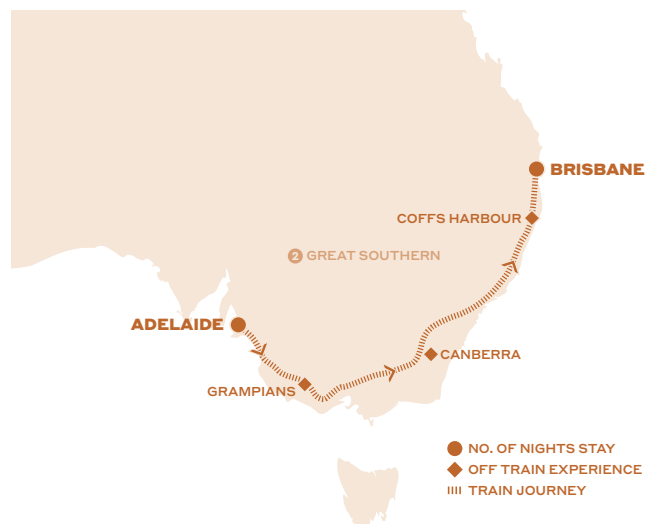 BRISBANE
COFFS HARBOUR
2 GREAT SOUTHERN
ADELAIDE
CANBERRA
GRAMPIANS
NO. OF NIGHTS STAY
OFF TRAIN EXPERIENCE
TRAIN JOURNEY